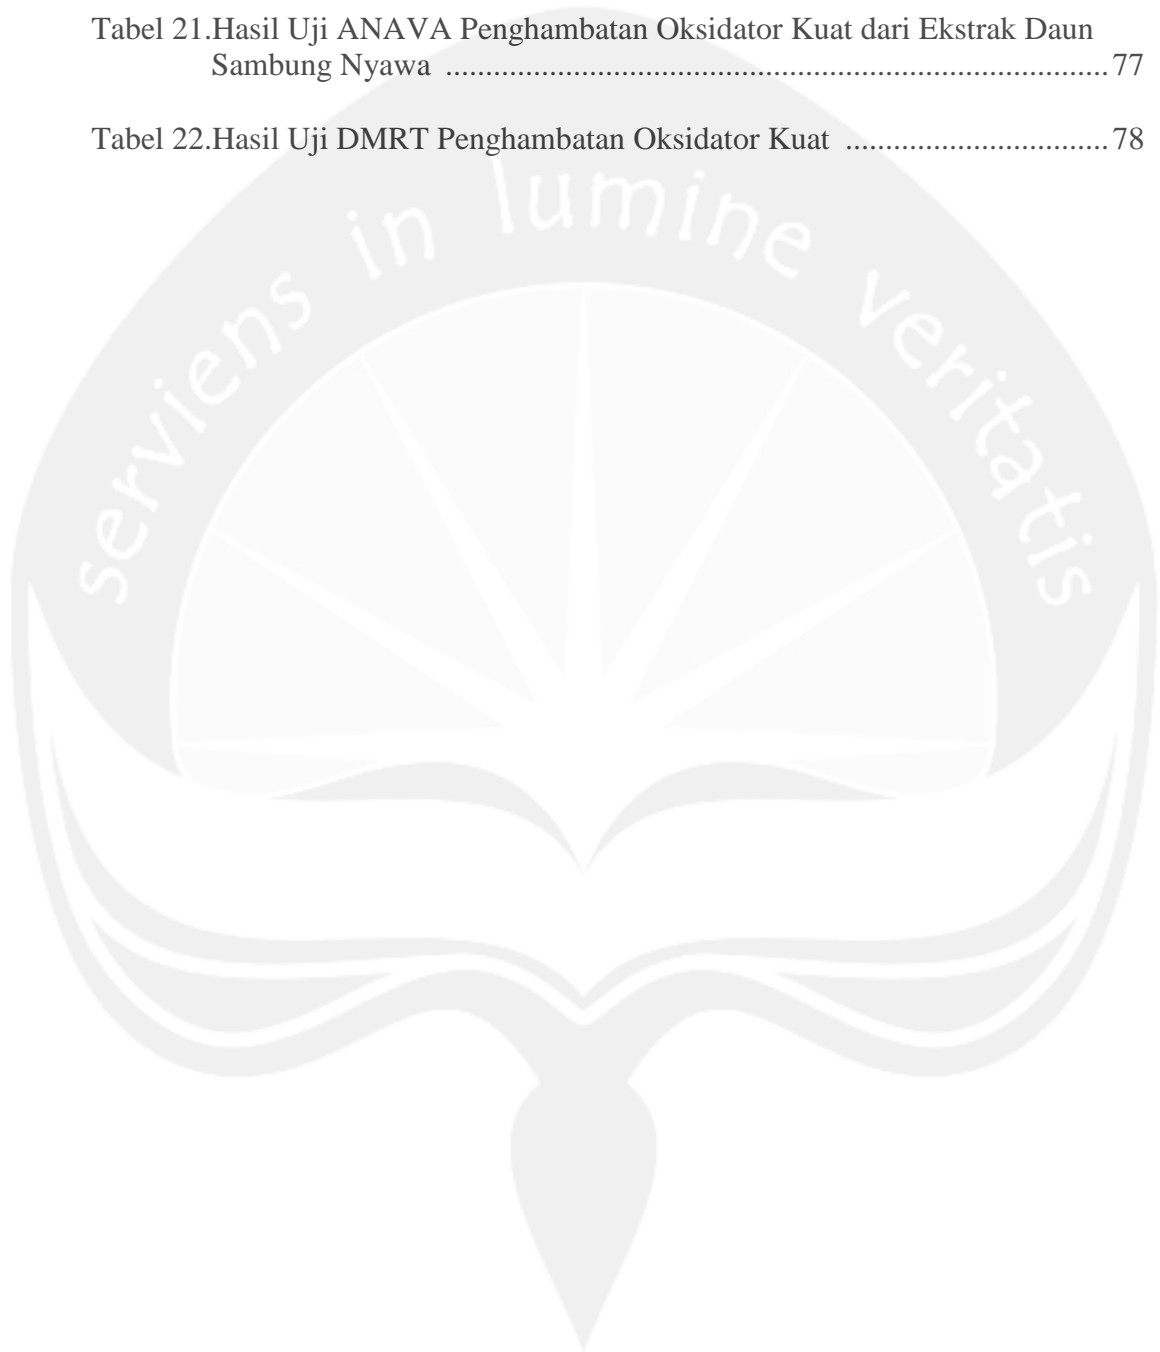 Tabel 21.Hasil Uji ANAVA Penghambatan Oksidator Kuat dari Ekstrak Daun
Sambung Nyawa ....................................................................................77
Tabel 22.Hasil Uji DMRT Penghambatan Oksidator Kuat .................................78
serviens in lumine veritatis